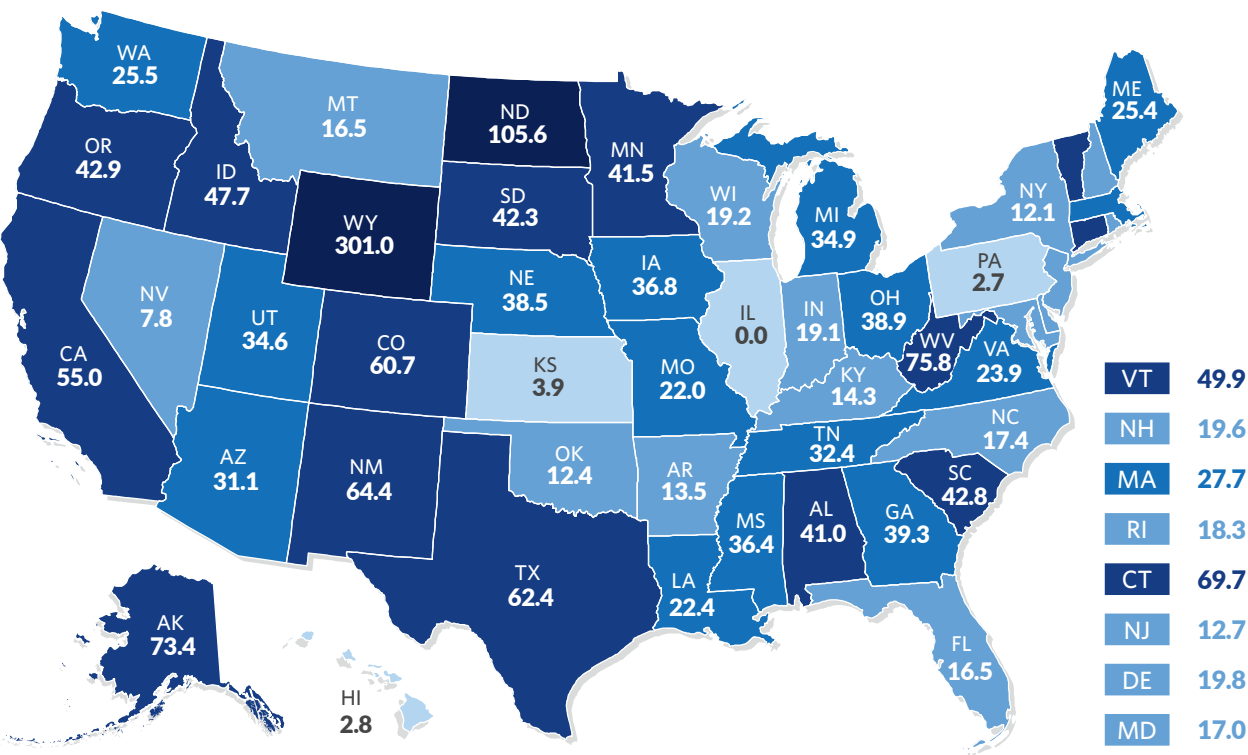 WA
25.5
OR
42.9
ID
47.7
MT
16.5
ND
105.6
MN
41.5
WI
19.2
MI
34.9
NY
12.1
ME
25.4
WY
301.0
SD
42.3
NE
38.5
IA
36.8
IL
0.0
IN
19.1
OH
38.9
PA
2.7
NV
7.8
UT
34.6
CO
60.7
KS
3.9
MO
22.0
KY
14.3
WV
75.8
VA
23.9
CA
55.0
AZ
31.1
NM
64.4
OK
12.4
AR
13.5
TN
32.4
NC
17.4
SC
42.8
MS
36.4
AL
41.0
GA
39.3
TX
62.4
LA
22.4
FL
16.5
AK
73.4
HI
2.8
VT 49.9
NH 19.6
MA 27.7
RI 18.3
CT 69.7
NJ 12.7
DE 19.8
MD 17.0